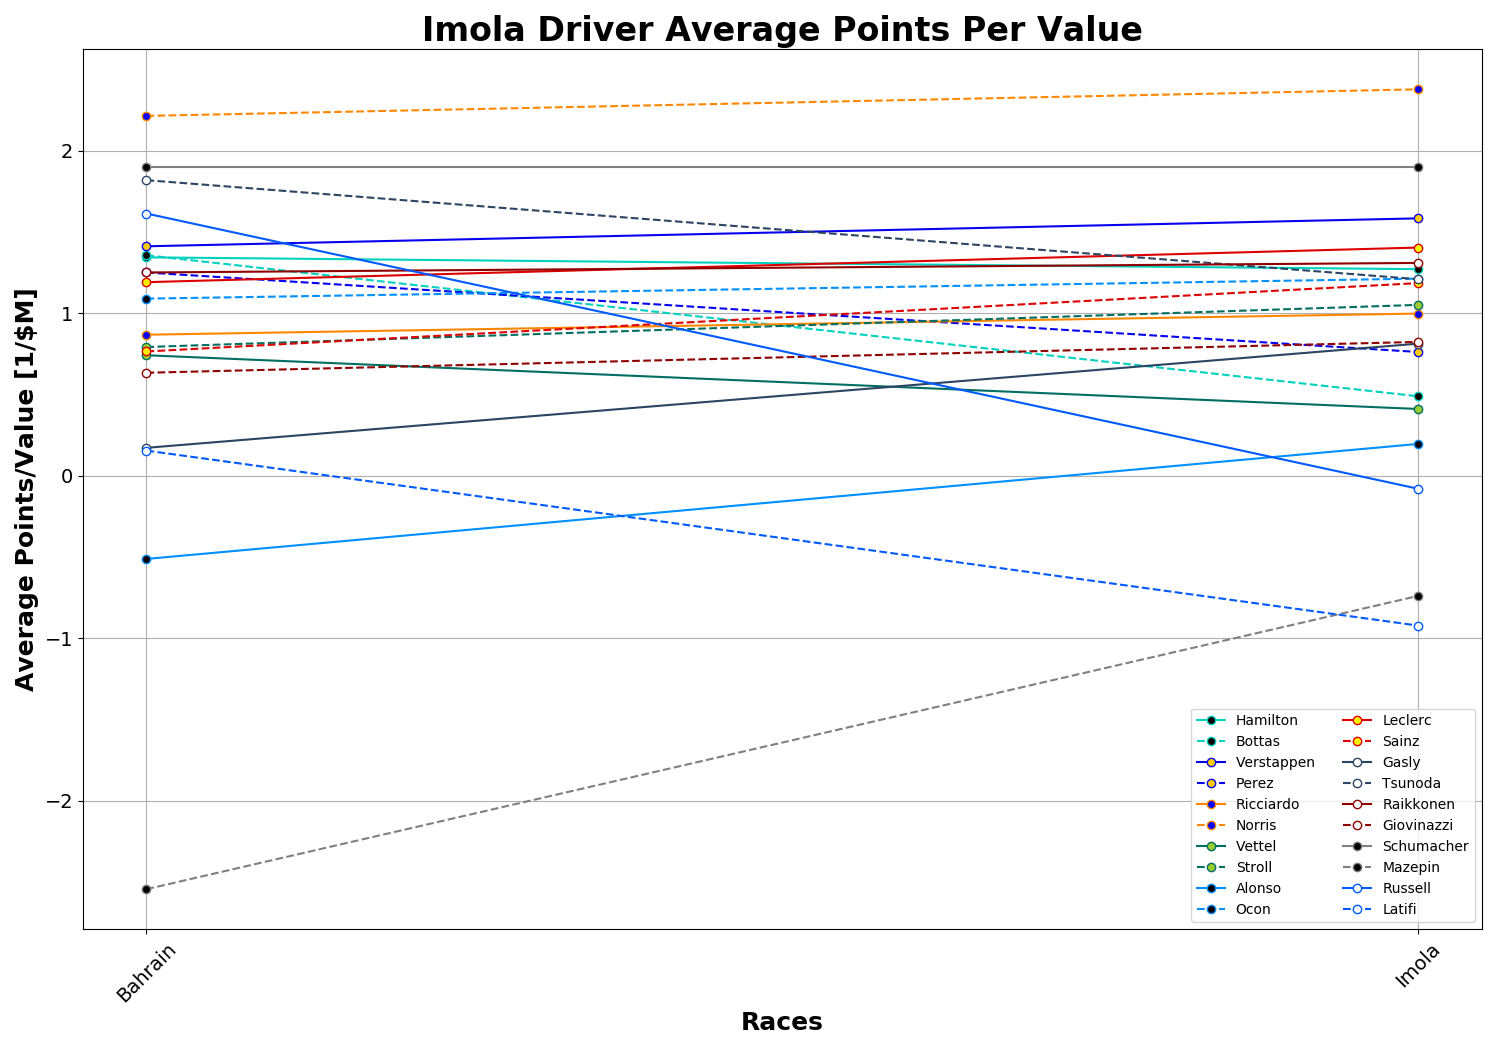 Imola Driver Average Points Per Value
Average Points/Value [1/$M]
2
1
0
−1
−2
Hamilton
Bottas
Verstappen
Perez
Ricciardo
Norris
Vettel
Stroll
Alonso
Ocon
Leclerc
Sainz
Gasly
Tsunoda
Raikkonen
Giovinazzi
Schumacher
Mazepin
Russell
Latifi
Bahrain
Imola
Races